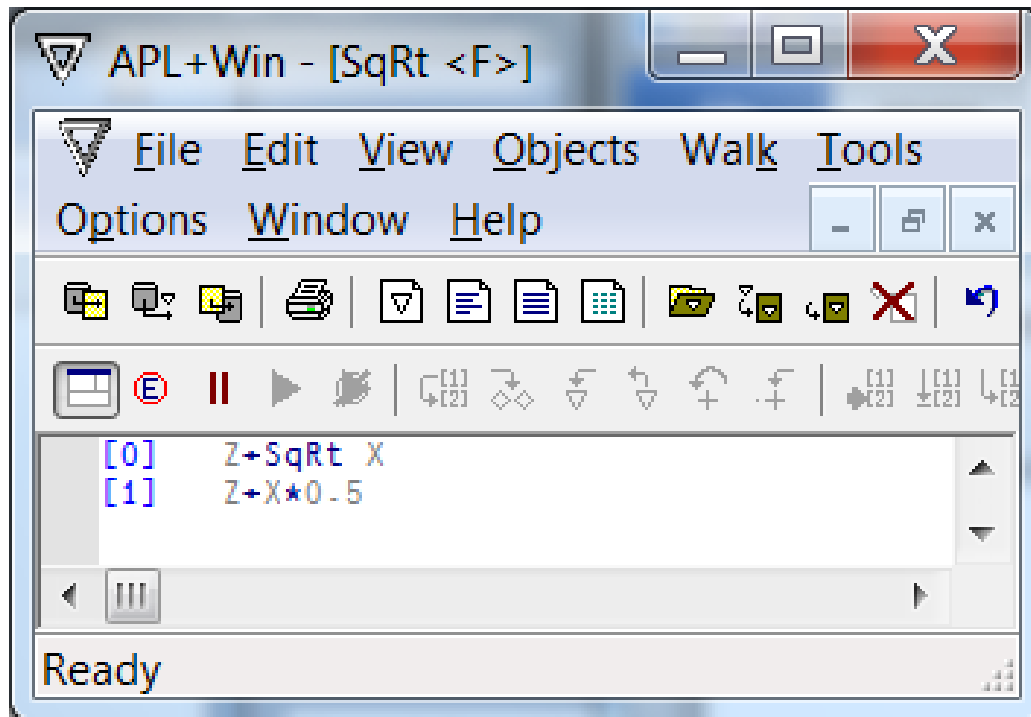 APL+Win - [SqRt <F>]
File Edit View Objects Walk Tools
Options Window Help
[0] Z←SqRt X
[1] Z←X*0.5
Ready